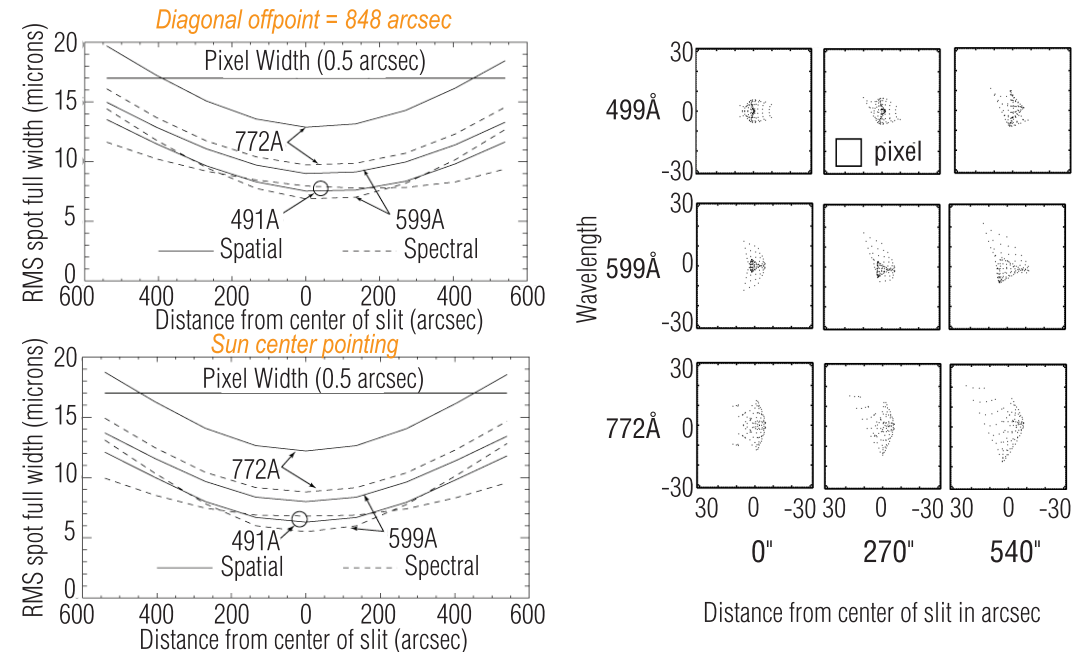 Diagonal offpoint = 848 arcsec
RMS spot full width (microns)
20
15
10
5
0
Pixel Width (0.5 arcsec)
772A
491A
599A
Spatial
Spectral
600 400 200 0 200 400 600
Distance from center of slit (arcsec)
Sun center pointing
RMS spot full width (microns)
20
15
10
5
0
Pixel Width (0.5 arcsec)
772A
491A
599A
Spatial
Spectral
600 400 200 0 200 400 600
Distance from center of slit (arcsec)
Wavelength
499Å
30
0
-30
pixel
599Å
30
0
-30
772Å
30
0
-30
30 0 -30 30 0 -30 30 0 -30
0" 270" 540"
Distance from center of slit in arcsec